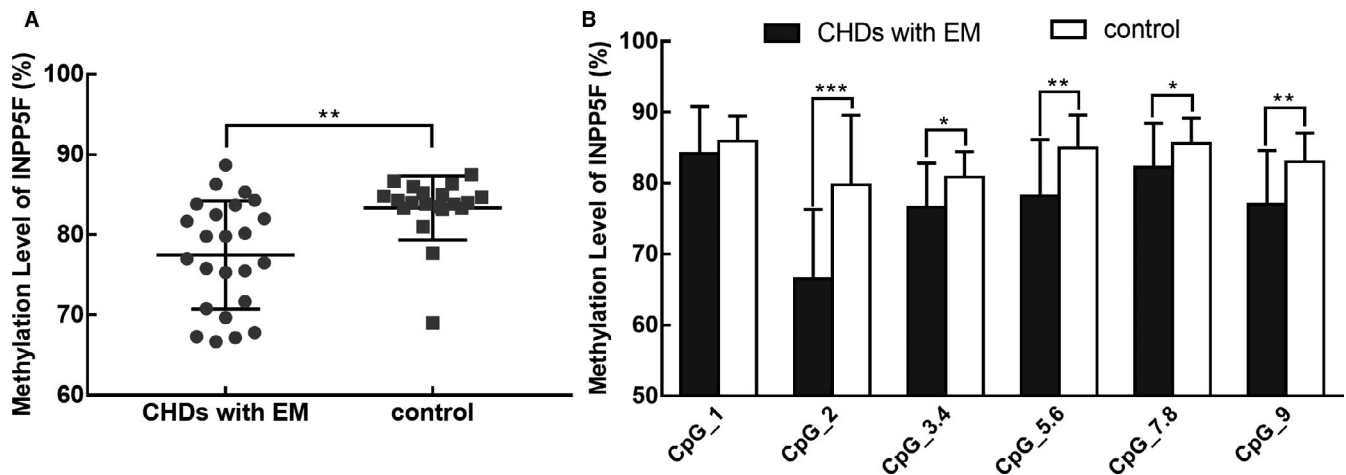 A
Methylation Level of INPP5F (%)
100
90
80
70
60
**
CHDs with EM
control
B
CHDs with EM
control
Methylation Level of INPP5F (%)
100
90
80
70
60
50
***
*
**
*
**
CpG_1
CpG_2
CpG_3.4
CpG_5.6
CpG_7.8
CpG_9